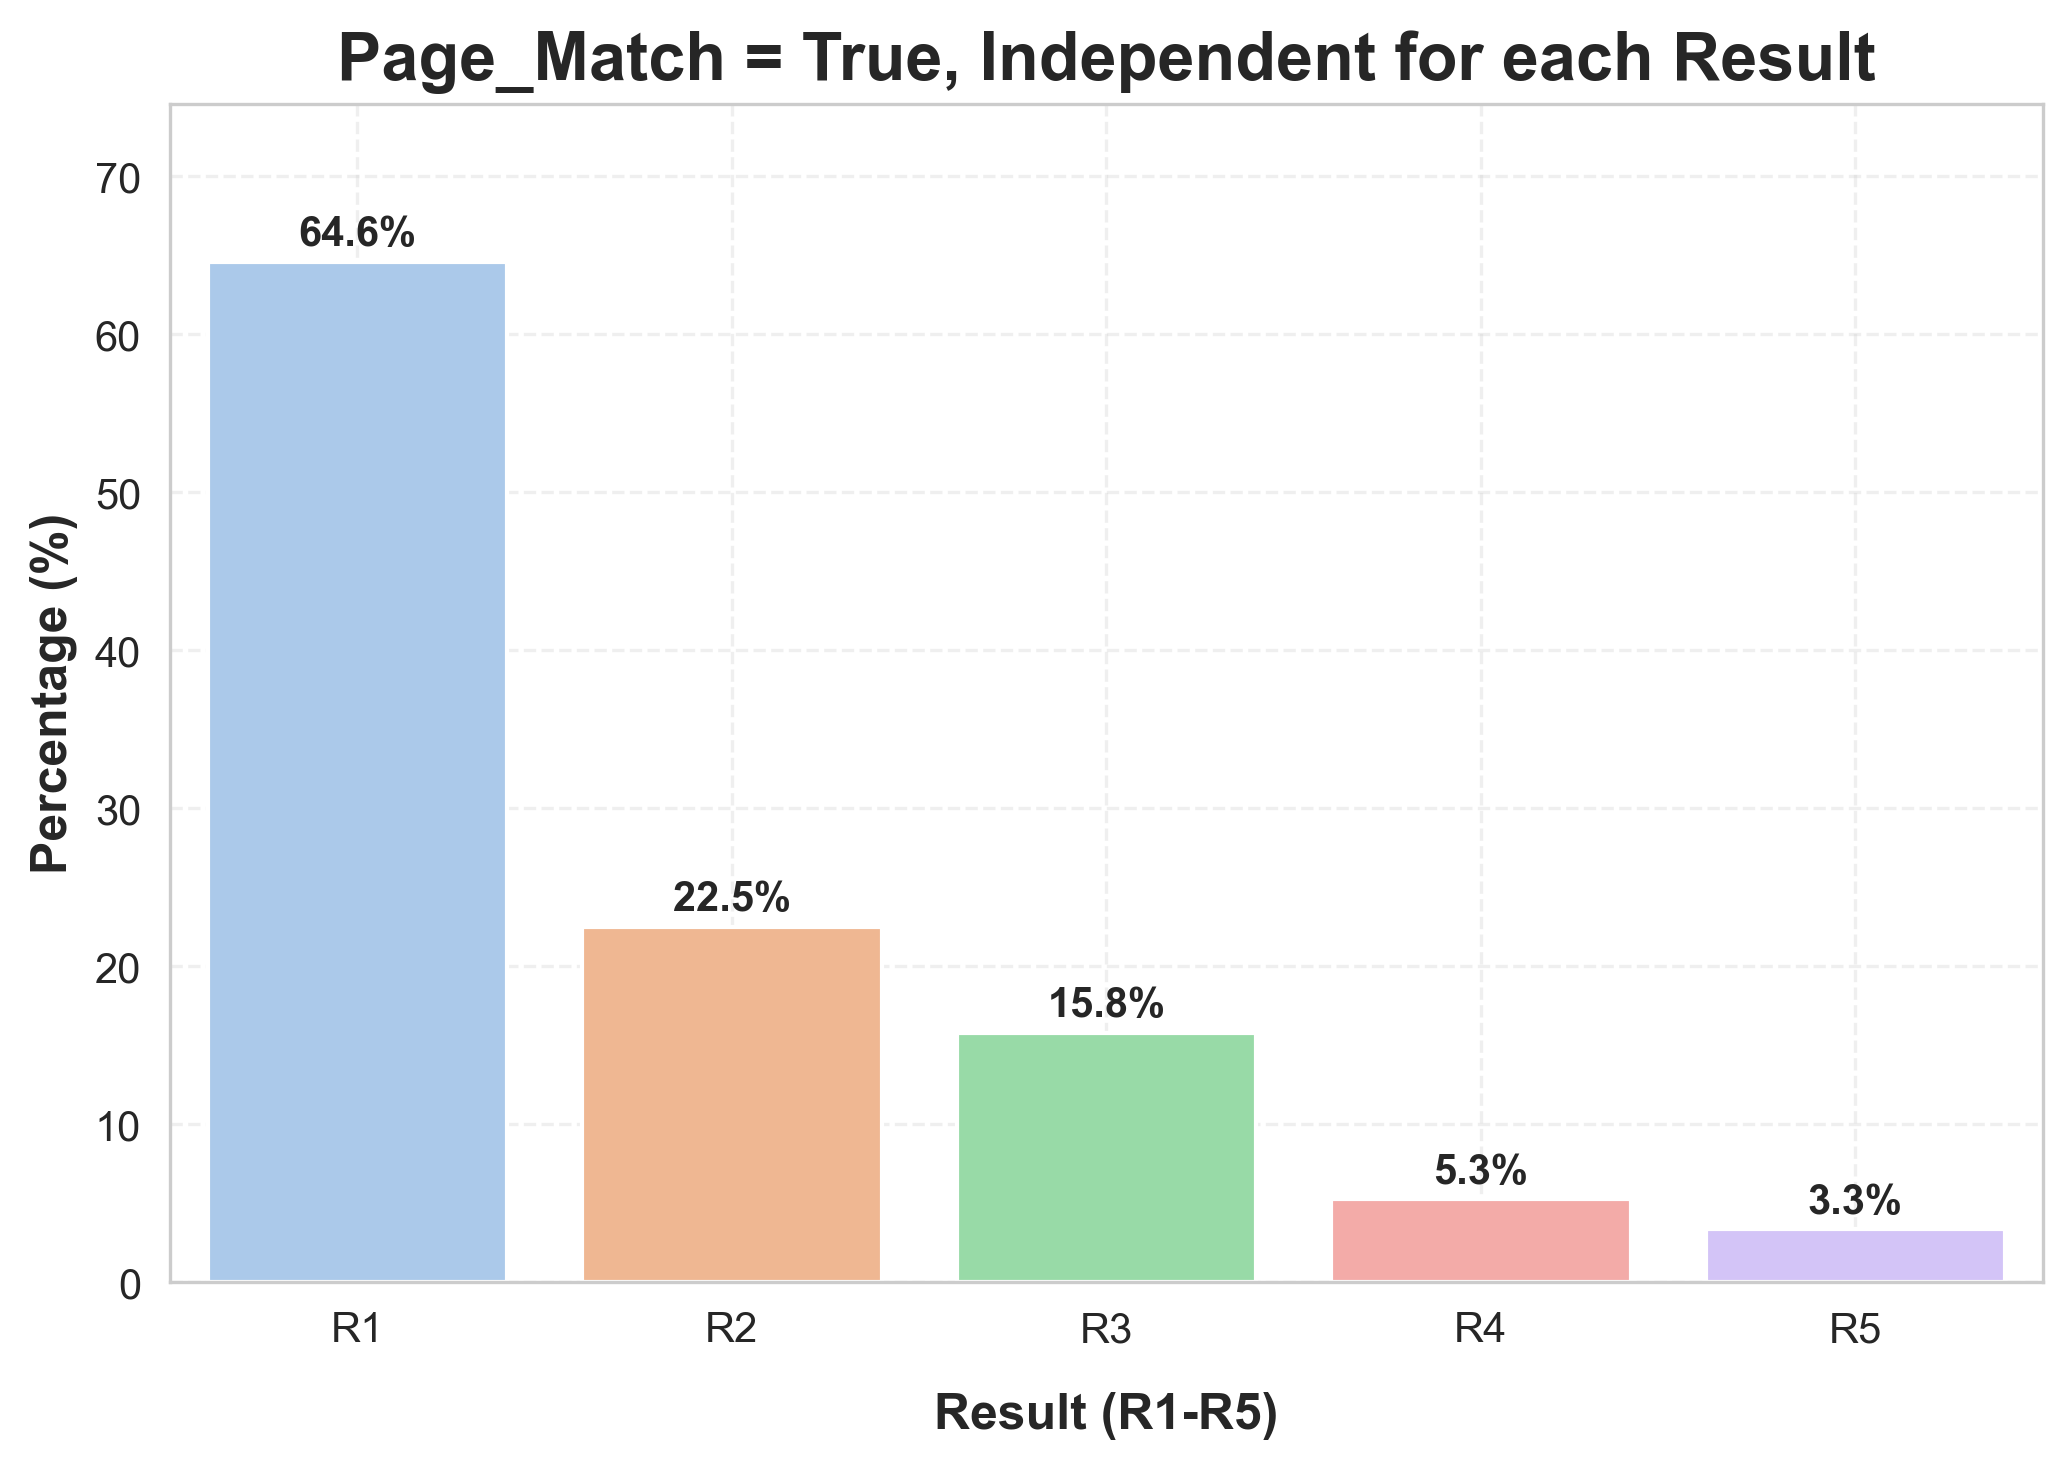 Page_Match = True, Independent for each Result
Percentage (%)
70
60
50
40
30
20
10
0
64.6%
22.5%
15.8%
5.3%
3.3%
R1
R2
R3
R4
R5
Result (R1-R5)